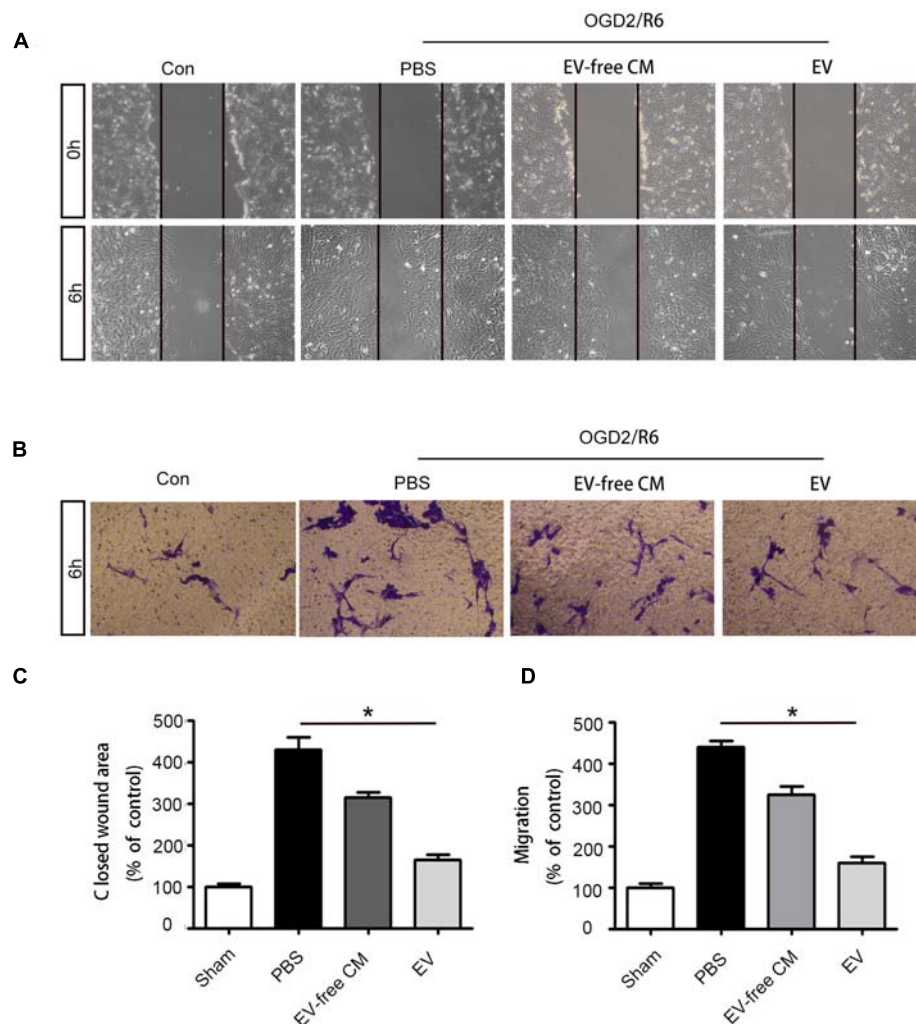 A
OGD2/R6
Con PBS EV-free CM EV
0h
6h
B
OGD2/R6
Con PBS EV-free CM EV
6h
C
C losed wound area
(% of control)
500
400
300
200
100
0
*
Sham PBS EV-free CM EV
D
Migration
(% of control)
500
400
300
200
100
0
*
Sham PBS EV-free CM EV